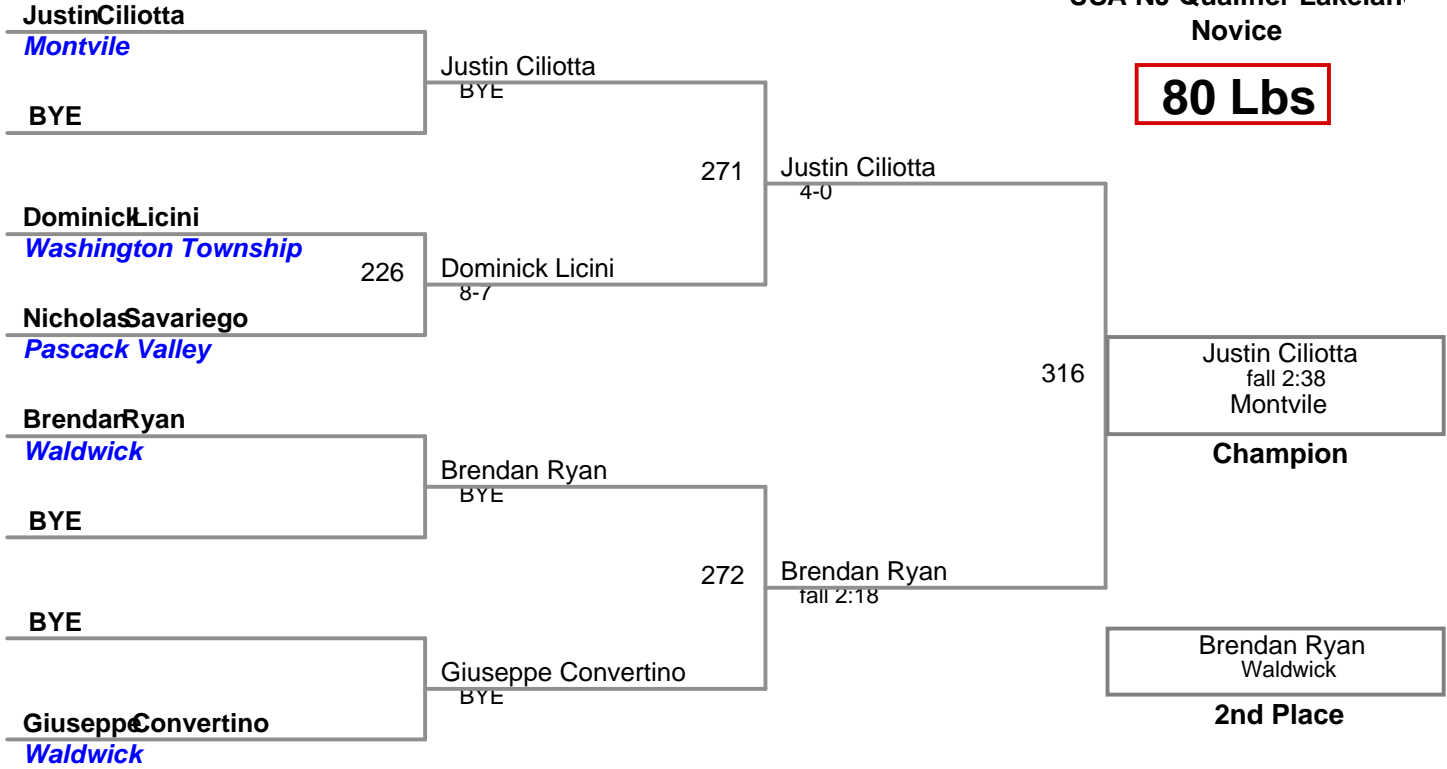 USA NJ Qualifier
Novice
80 Lbs
Justin Ciliotta
Montvile
BYE
Dominick Licini
Washington Township
226
Nicholas Savariego
Pascack Valley
Brendan Ryan
Waldwick
BYE
BYE
Giuseppe Convertino
Waldwick
Justin Ciliotta
BYE
271
Dominick Licini
8-7
Brendan Ryan
BYE
272
Giuseppe Convertino
BYE
Justin Ciliotta
4-0
316
Brendan Ryan
fall 2:18
Justin Ciliotta
fall 2:38
Montvile
Champion
Brendan Ryan
Waldwick
2nd Place